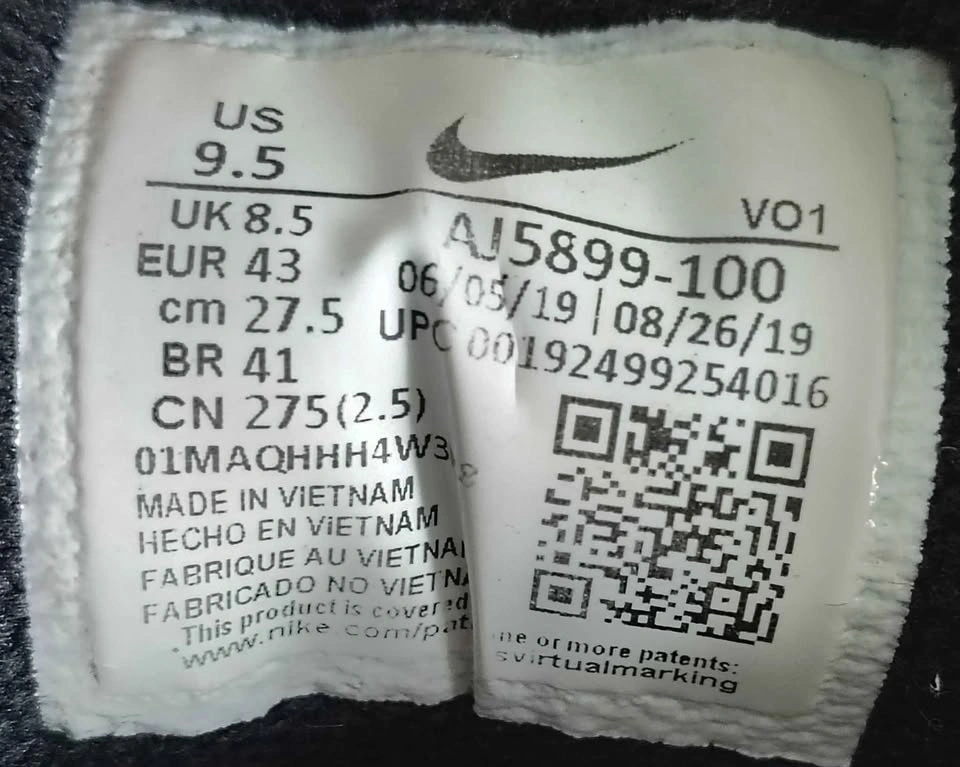 US
9.5
UK 8.5
EUR 43
cm 27.5
BR 41
CN 275(2.5)
01MAQHHH4W3
MADE IN VIETNAM
HECHO EN VIETNAM
FABRIQUE AU VIETNA
FABRICADO NO VIETN
This product is covered
www.nike.com/pat
VO1
AJ5899-100
06/05/19 | 08/26/19
UPC 00192499254016
ne or more patents:
svirtualmarking